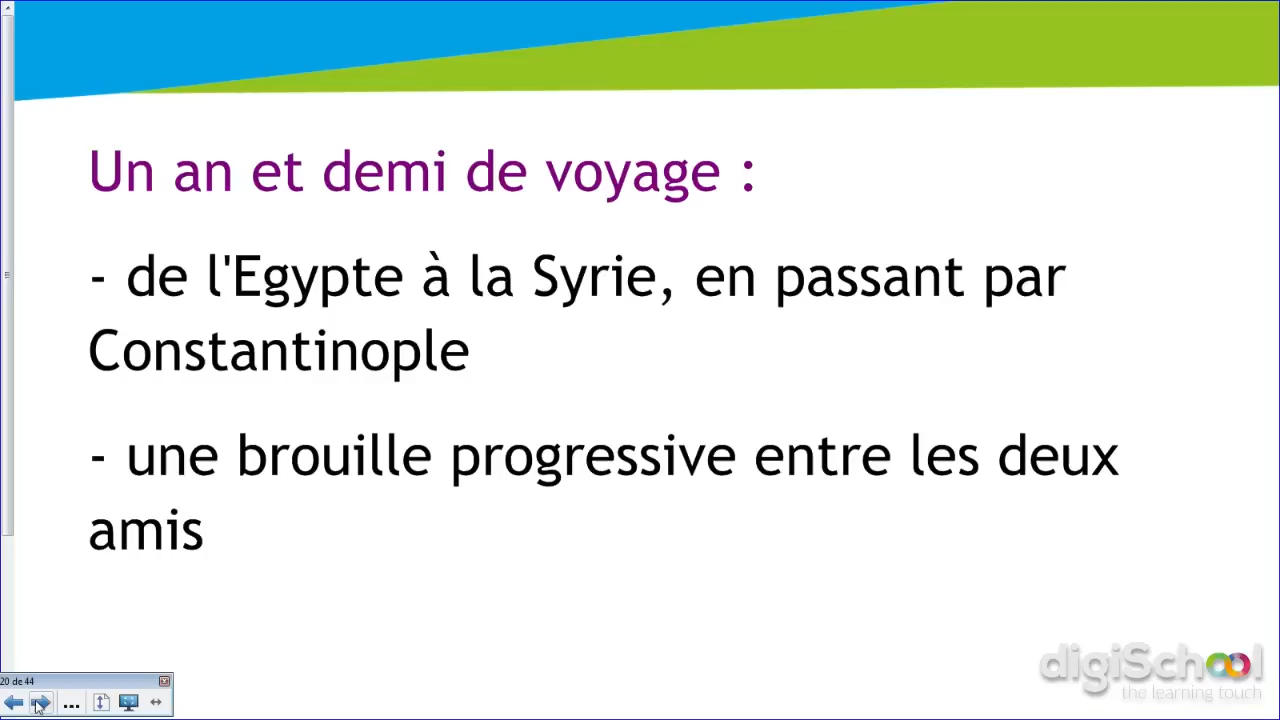 Un an et demi de voyage :
- de l'Egypte à la Syrie, en passant par
Constantinople
- une brouille progressive entre les deux
amis
digiSchool
the learning touch
20 de 44
...